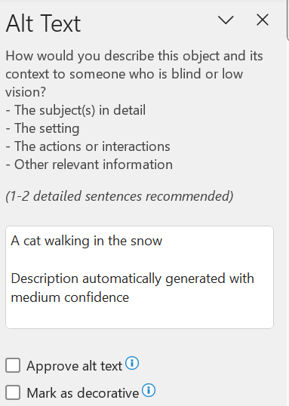 Alt Text
How would you describe this object and its
context to someone who is blind or low
vision?
- The subject(s) in detail
- The setting
- The actions or interactions
- Other relevant information
(1-2 detailed sentences recommended)
A cat walking in the snow
Description automatically generated with
medium confidence
Approve alt text
Mark as decorative